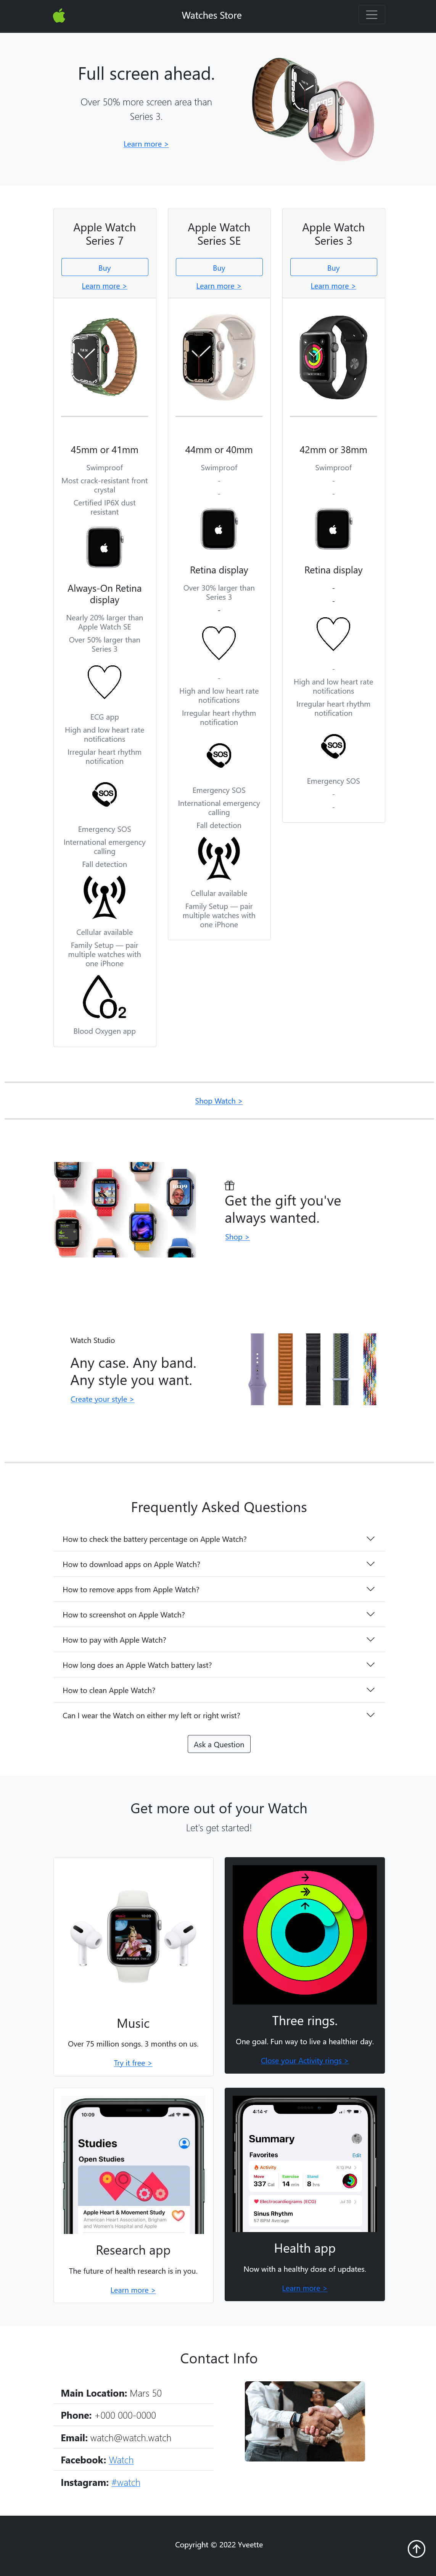 Watches Store
Full screen ahead.
Over 50% more screen area than
Series 3.
Learn more >
Apple Watch
Series 7
Buy
Learn more >
45mm or 41mm
Swimproof
Most crack-resistant front
crystal
Certified IP6X dust
resistant
Always-On Retina
display
Nearly 20% larger than
Apple Watch SE
Over 50% larger than
Series 3
ECG app
High and low heart rate
notifications
Irregular heart rhythm
notification
SOS
Emergency SOS
International emergency
calling
Fall detection
Cellular available
Family Setup — pair
multiple watches with
one iPhone
O2
Blood Oxygen app
Apple Watch
Series SE
Buy
Learn more >
44mm or 40mm
Swimproof
-
-
Retina display
Over 30% larger than
Series 3
-
-
High and low heart rate
notifications
Irregular heart rhythm
notification
SOS
Emergency SOS
International emergency
calling
Fall detection
Cellular available
Family Setup — pair
multiple watches with
one iPhone
Apple Watch
Series 3
Buy
Learn more >
42mm or 38mm
Swimproof
-
-
Retina display
-
-
-
High and low heart rate
notifications
Irregular heart rhythm
notification
SOS
Emergency SOS
-
-
Shop Watch >
Get the gift you've
always wanted.
Shop >
Watch Studio
Any case. Any band.
Any style you want.
Create your style >
Frequently Asked Questions
How to check the battery percentage on Apple Watch?
How to download apps on Apple Watch?
How to remove apps from Apple Watch?
How to screenshot on Apple Watch?
How to pay with Apple Watch?
How long does an Apple Watch battery last?
How to clean Apple Watch?
Can I wear the Watch on either my left or right wrist?
Ask a Question
Get more out of your Watch
Let's get started!
Music
Over 75 million songs. 3 months on us.
Try it free >
Three rings.
One goal. Fun way to live a healthier day.
Close your Activity rings >
10:09
Studies
Open Studies
Apple Heart & Movement Study
American Heart Association, Brigham
and Women's Hospital and Apple
Research app
The future of health research is in you.
Learn more >
4:14
Summary
Favorites
Edit
Activity
4:12 PM
Move
Exercise
Stand
337 Cal
14 min
8 hrs
Electrocardiograms (ECG)
Sinus Rhythm
Health app
Now with a healthy dose of updates.
Learn more >
Contact Info
Main Location: Mars 50
Phone: +000 000-0000
Email: watch@watch.watch
Facebook: Watch
Instagram: #watch
Copyright © 2022 Yveette